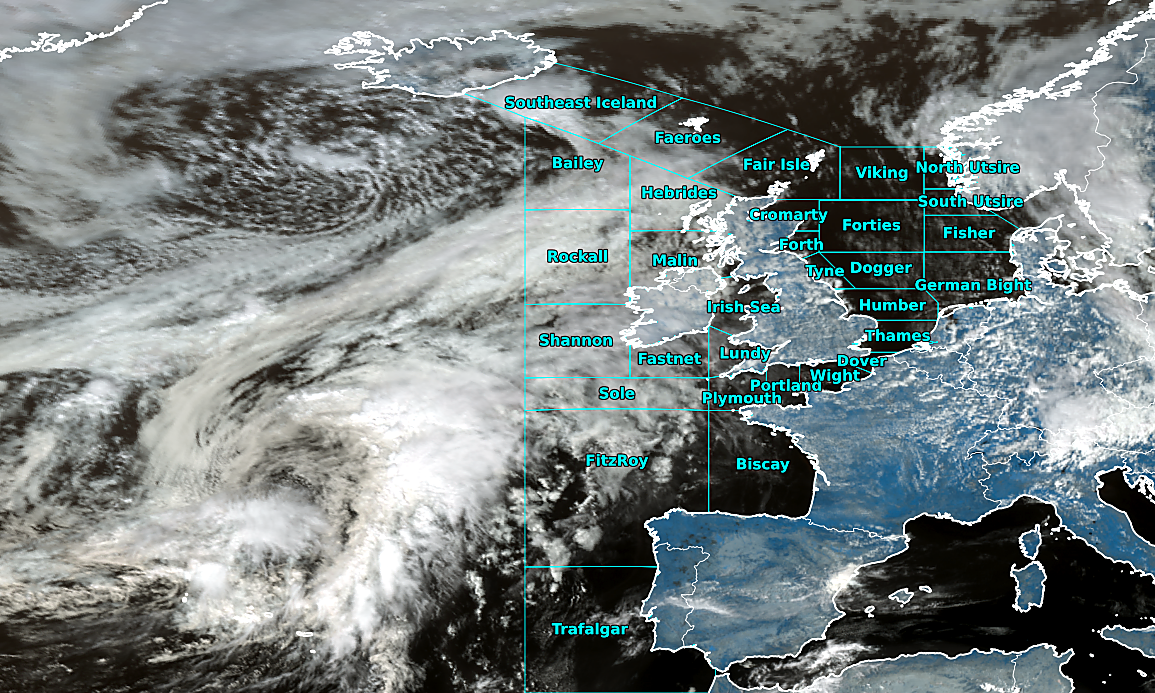 Southeast Iceland
Faeroes
Bailey
Fair Isle
North Utsire
Viking
Hebrides
South Utsire
Cromarty
Forties
Fisher
Forth
Rockall
Malin
Tyne
Dogger
German Bight
Irish Sea
Humber
Thames
Shannon
Fastnet
Lundy
Dover
Wight
Portland
Sole
Plymouth
FitzRoy
Biscay
Trafalgar